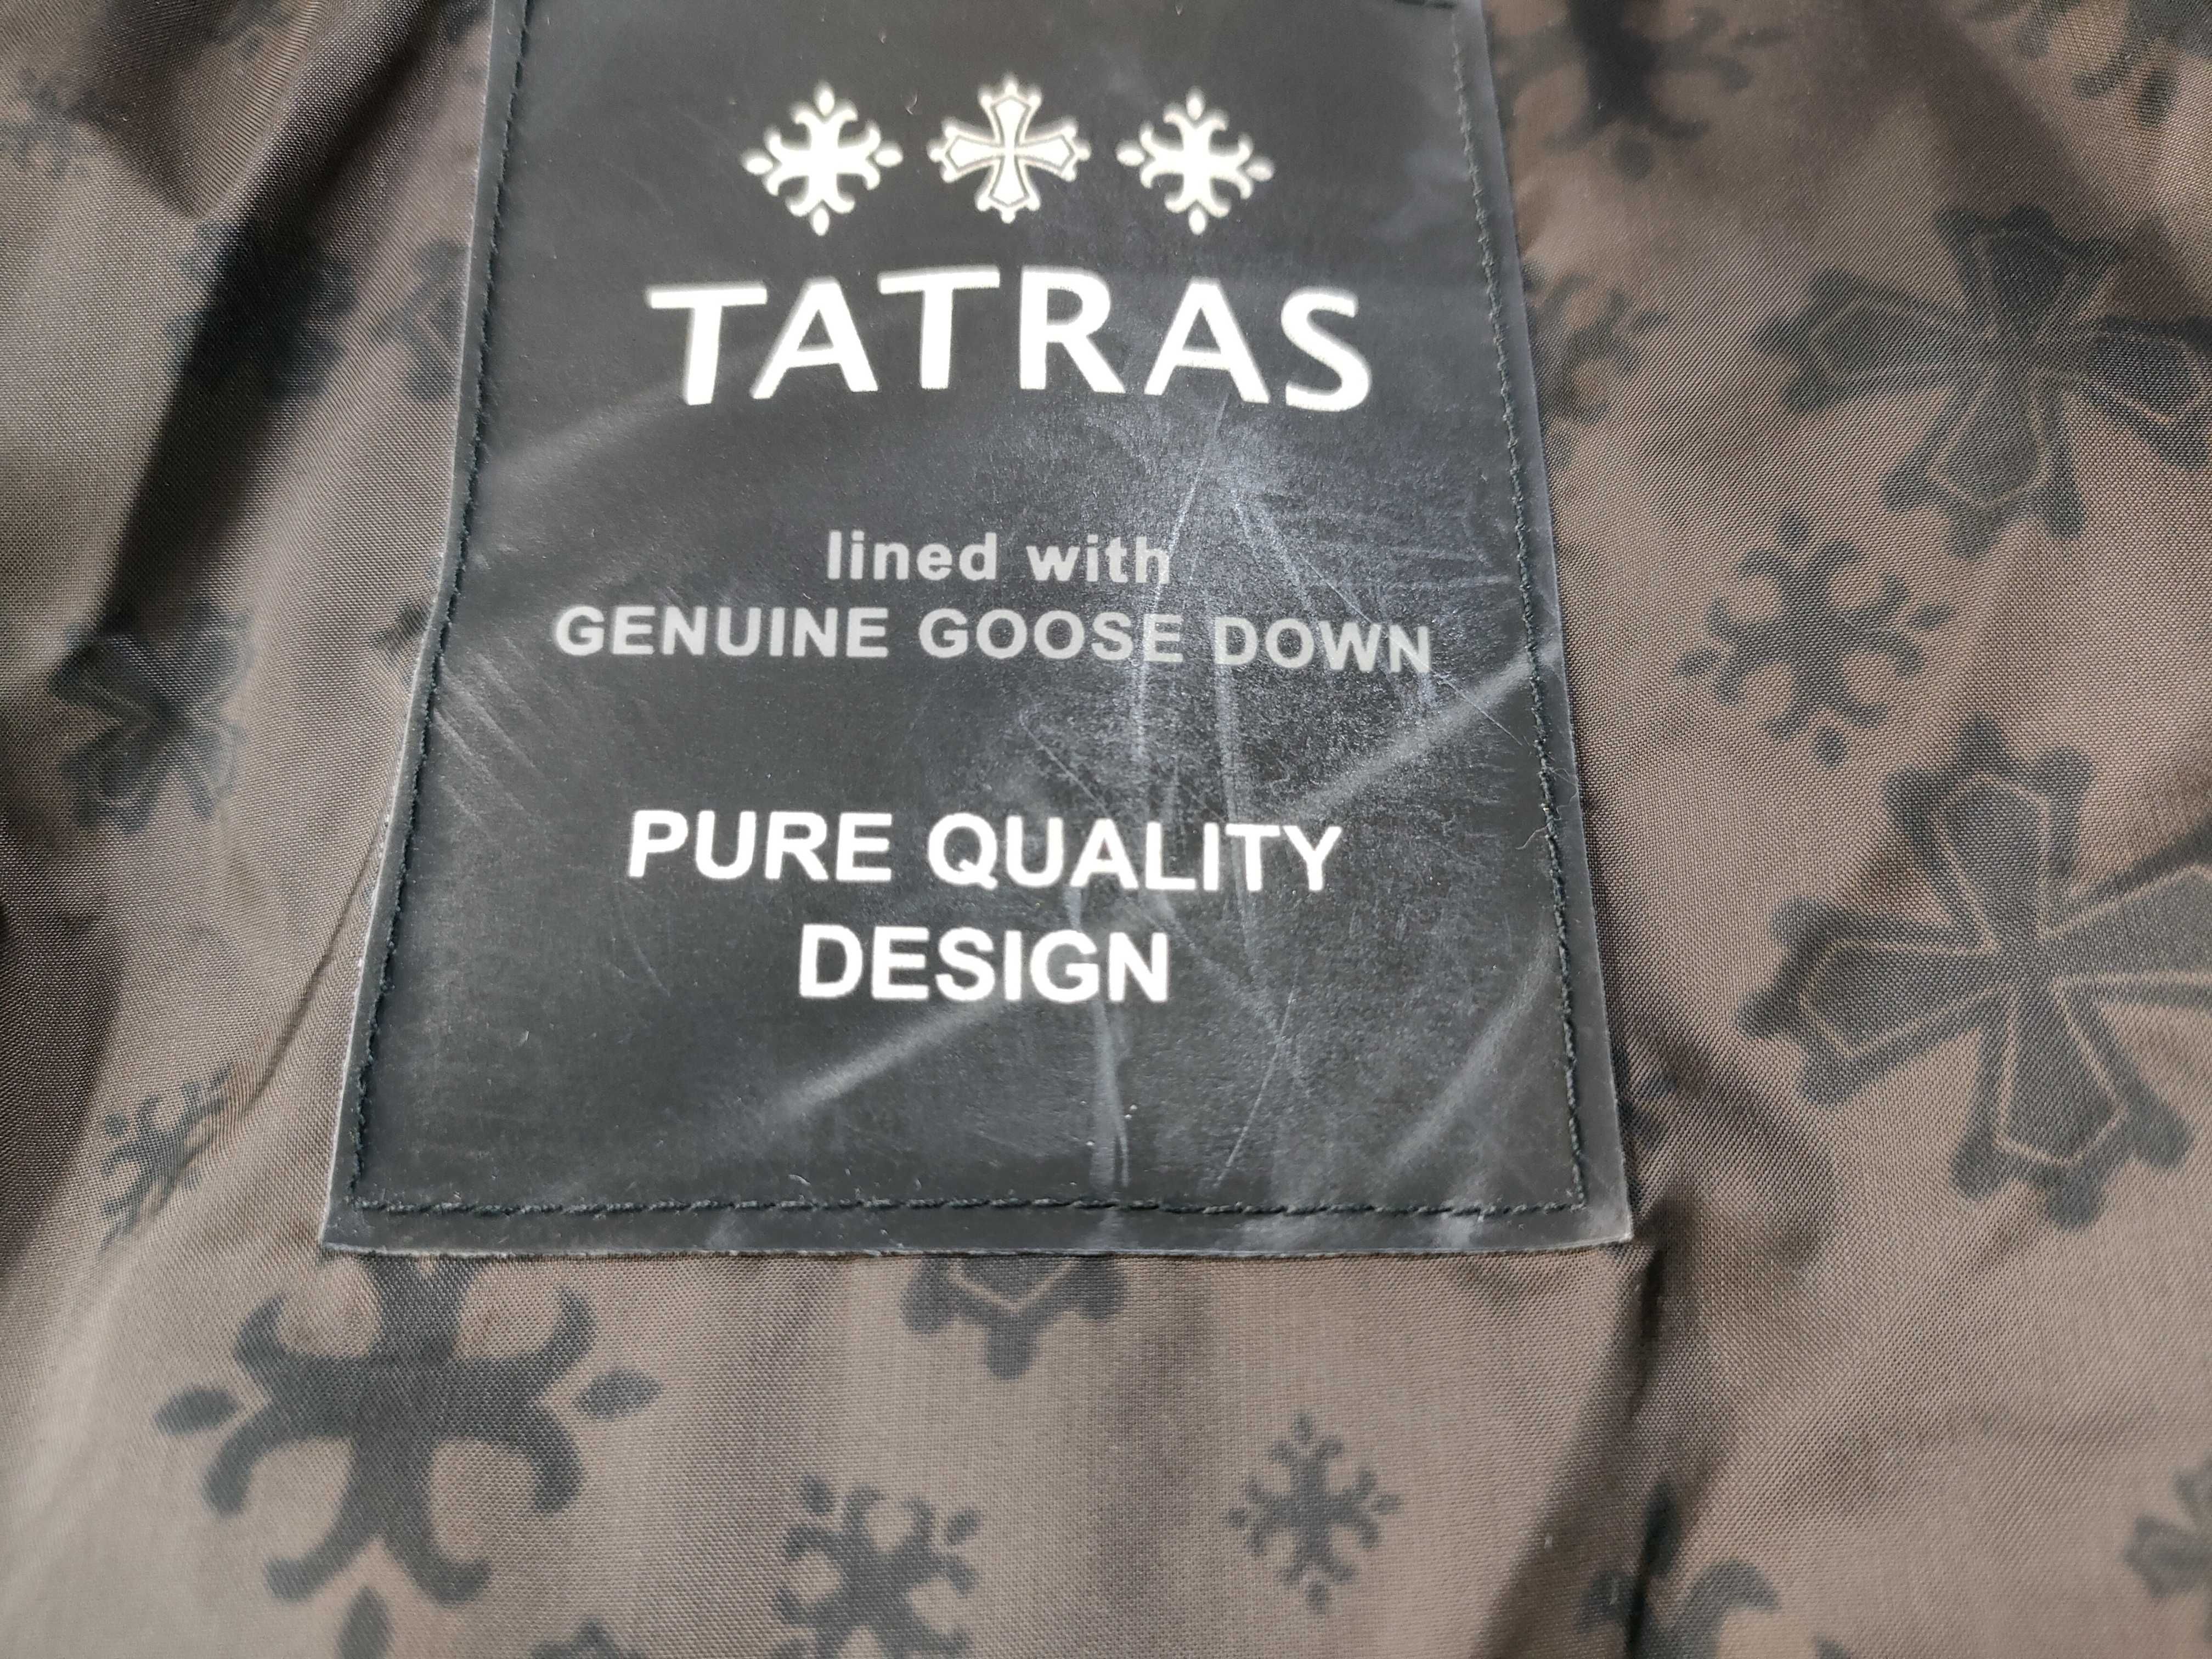 TATRAS
lined with
GENUINE GOOSE DOWN
PURE QUALITY
DESIGN